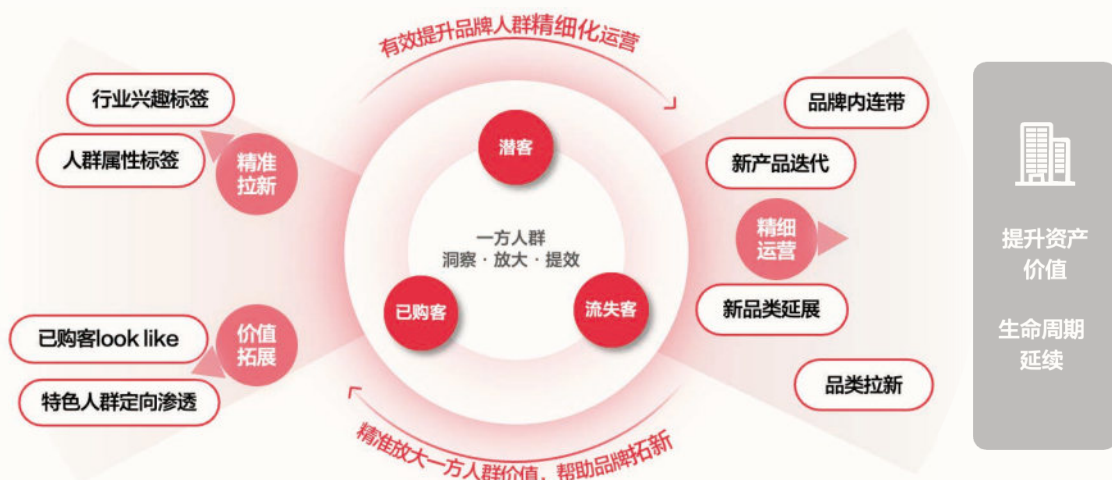 有效提升品牌人群精细化运营
行业兴趣标签
人群属性标签
精准
拉新
已购客look like
特色人群定向渗透
价值
拓展
潜客
一方人群
洞察·放大·提效
已购客
流失客
精准放大一方人群价值，帮助品牌拓新
品牌内连带
新产品迭代
精细
运营
新品类延展
品类拉新
提升资产
价值
生命周期
延续